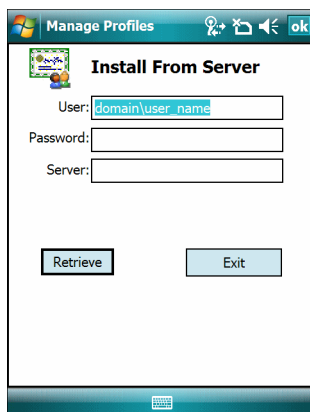 Manage Profiles ok
Install From Server
User: domain\user_name
Password:
Server:
Retrieve Exit